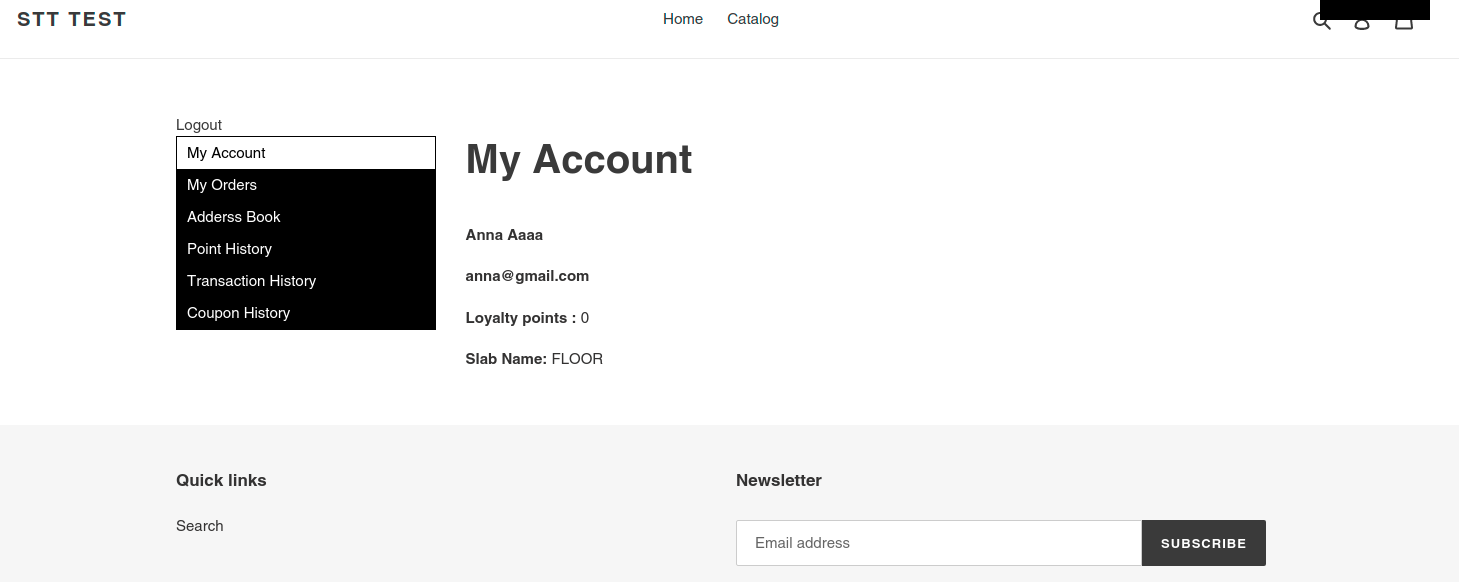 STT TEST
Home
Catalog
Logout
My Account
My Orders
Adderss Book
Point History
Transaction History
Coupon History
My Account
Anna Aaaa
anna@gmail.com
Loyalty points : 0
Slab Name: FLOOR
Quick links
Search
Newsletter
Email address
SUBSCRIBE